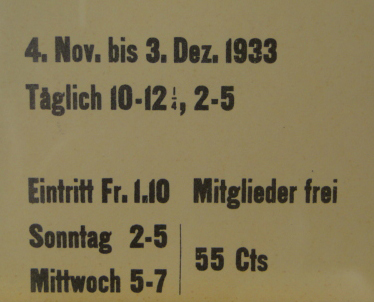 4. Nov. bis 3. Dez. 1933
Täglich 10-12¼, 2-5
Eintritt Fr. 1.10 Mitglieder frei
Sonntag 2-5
Mittwoch 5-7
55 Cts